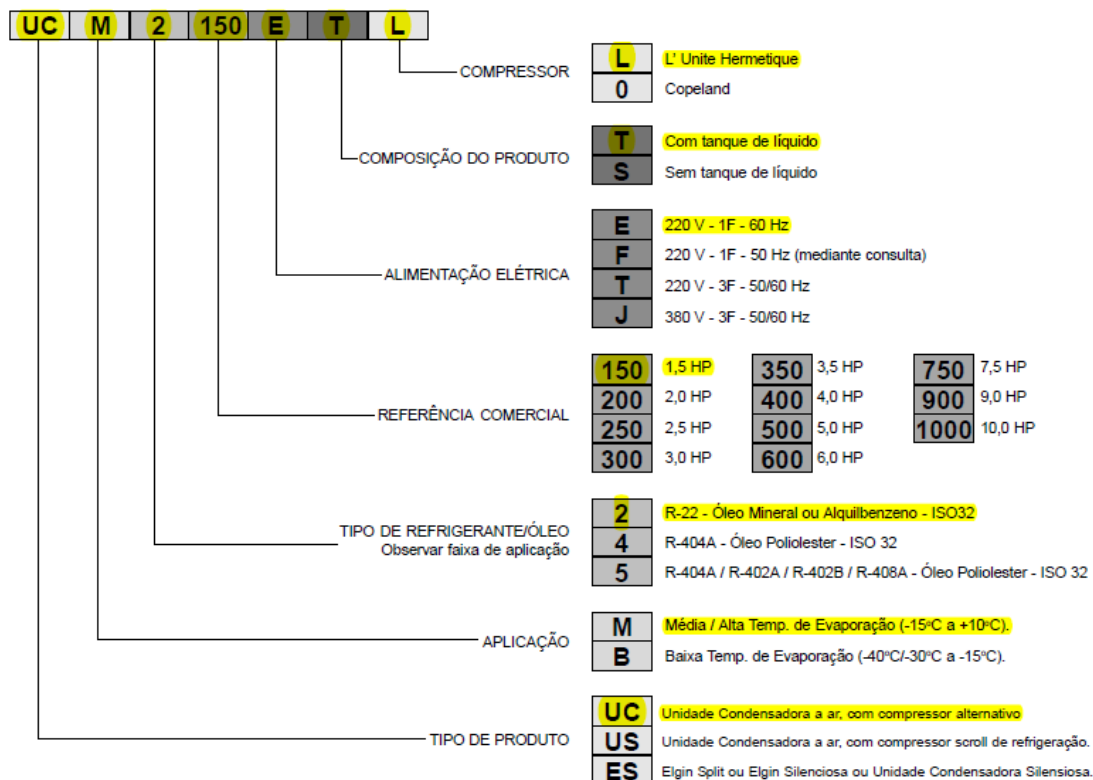 UC M 2 150 E T L
COMPRESSOR
L L' Unite Hermetique
0 Copeland
COMPOSIÇÃO DO PRODUTO
T Com tanque de líquido
S Sem tanque de líquido
ALIMENTAÇÃO ELÉTRICA
E 220 V - 1F - 60 Hz
F 220 V - 1F - 50 Hz (mediante consulta)
T 220 V - 3F - 50/60 Hz
J 380 V - 3F - 50/60 Hz
REFERÊNCIA COMERCIAL
150 1,5 HP 350 3,5 HP 750 7,5 HP
200 2,0 HP 400 4,0 HP 900 9,0 HP
250 2,5 HP 500 5,0 HP 1000 10,0 HP
300 3,0 HP 600 6,0 HP
TIPO DE REFRIGERANTE/ÓLEO
Observar faixa de aplicação
2 R-22 - Óleo Mineral ou Alquilbenzeno - ISO32
4 R-404A - Óleo Poliolester - ISO 32
5 R-404A / R-402A / R-402B / R-408A - Óleo Poliolester - ISO 32
APLICAÇÃO
M Média / Alta Temp. de Evaporação (-15ºC a +10ºC).
B Baixa Temp. de Evaporação (-40ºC/-30ºC a -15ºC).
TIPO DE PRODUTO
UC Unidade Condensadora a ar, com compressor alternativo
US Unidade Condensadora a ar, com compressor scroll de refrigeração.
ES Elgin Split ou Elgin Silenciosa ou Unidade Condensadora Silensiosa.